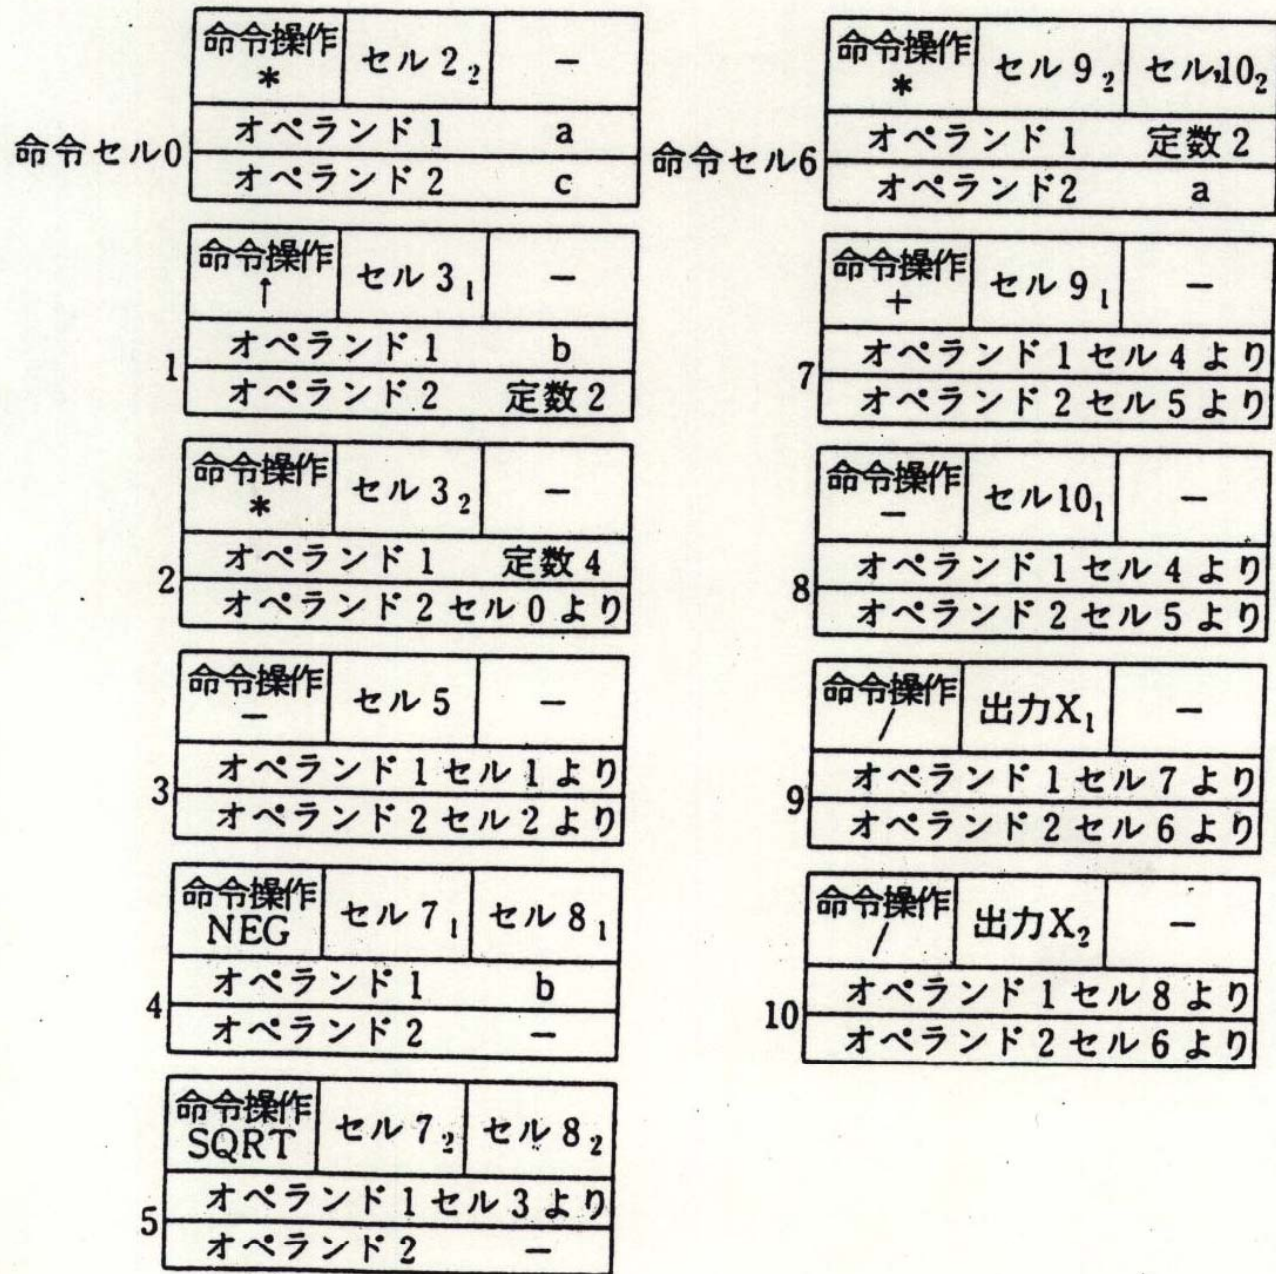 命令セル0
命令操作 * セル2₂ −
オペランド1 a
オペランド2 c
1
命令操作 ↑ セル3₁ −
オペランド1 b
オペランド2 定数2
2
命令操作 * セル3₂ −
オペランド1 定数4
オペランド2セル0より
3
命令操作 − セル5 −
オペランド1セル1より
オペランド2セル2より
4
命令操作 NEG セル7₁ セル8₁
オペランド1 b
オペランド2 −
5
命令操作 SQRT セル7₂ セル8₂
オペランド1セル3より
オペランド2 −
命令セル6
命令操作 * セル9₂ セル10₂
オペランド1 定数2
オペランド2 a
7
命令操作 + セル9₁ −
オペランド1セル4より
オペランド2セル5より
8
命令操作 − セル10₁ −
オペランド1セル4より
オペランド2セル5より
9
命令操作 / 出力X₁ −
オペランド1セル7より
オペランド2セル6より
10
命令操作 / 出力X₂ −
オペランド1セル8より
オペランド2セル6より